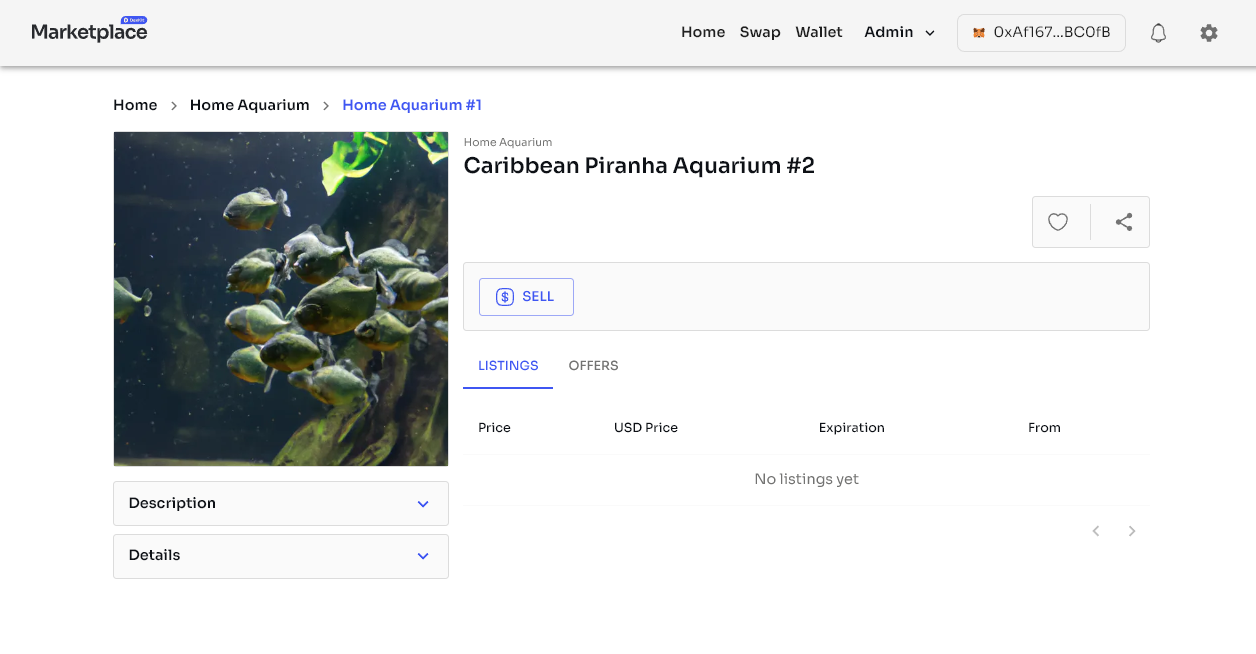 Marketplace
Home Swap Wallet Admin 0xAf167...BC0fB
Home > Home Aquarium > Home Aquarium #1
Home Aquarium
Caribbean Piranha Aquarium #2
SELL
LISTINGS OFFERS
Price USD Price Expiration From
No listings yet
Description
Details